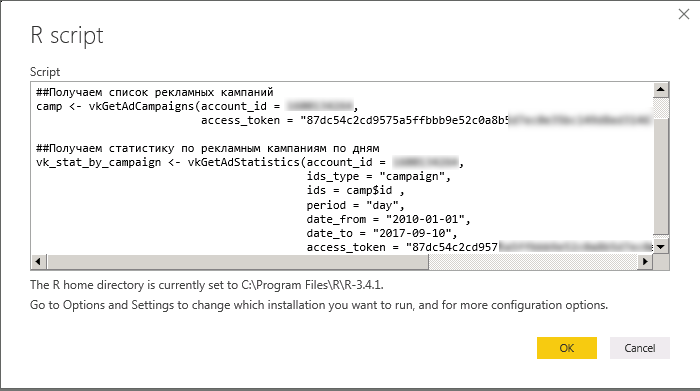 R script
Script
##Получаем список рекламных кампаний
camp <- vkGetAdCampaigns(account_id = ,
access_token = "87dc54c2cd9575a5ffbbb9e52c0a8b5
##Получаем статистику по рекламным кампаниям по дням
vk_stat_by_campaign <- vkGetAdStatistics(account_id = ,
ids_type = "campaign",
ids = camp$id ,
period = "day",
date_from = "2010-01-01",
date_to = "2017-09-10",
access_token = "87dc54c2cd957
The R home directory is currently set to C:\Program Files\R\R-3.4.1.
Go to Options and Settings to change which installation you want to run, and for more configuration options.
OK
Cancel